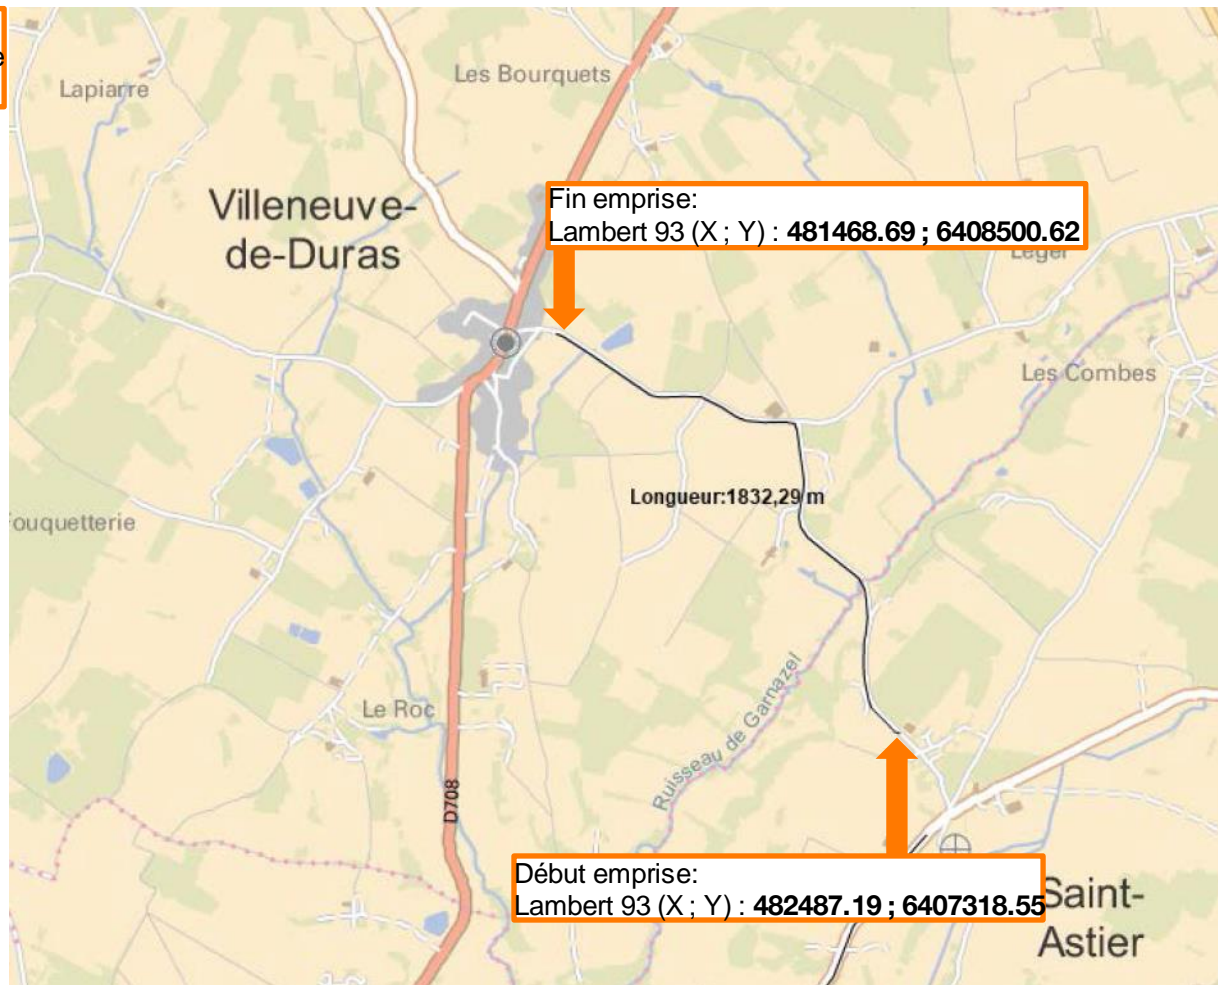 e
Lapiarre
Les Bourquets
Villeneuve-
de-Duras
Fin emprise:
Lambert 93 (X ; Y) : 481468.69 ; 6408500.62
Léger
Les Combes
Longueur:1832,29 m
ouquetterie
Le Roc
Ruisseau de Garnazel
D708
Début emprise:
Lambert 93 (X ; Y) : 482487.19 ; 6407318.55
Saint-
Astier